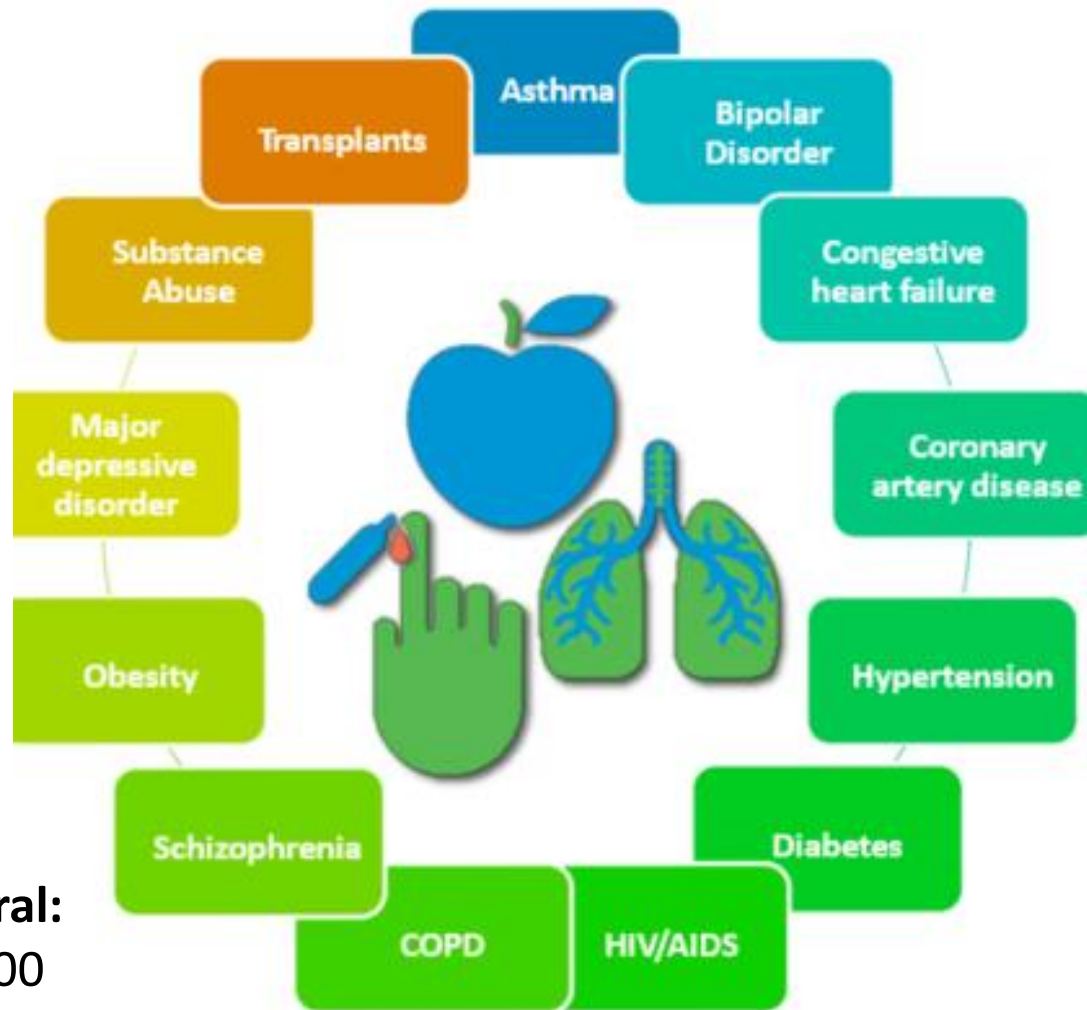 Asthma
Bipolar
Disorder
Congestive
heart failure
Coronary
artery disease
Hypertension
Diabetes
HIV/AIDS
COPD
Schizophrenia
Obesity
Major
depressive
disorder
Substance
Abuse
Transplants
ral:
00